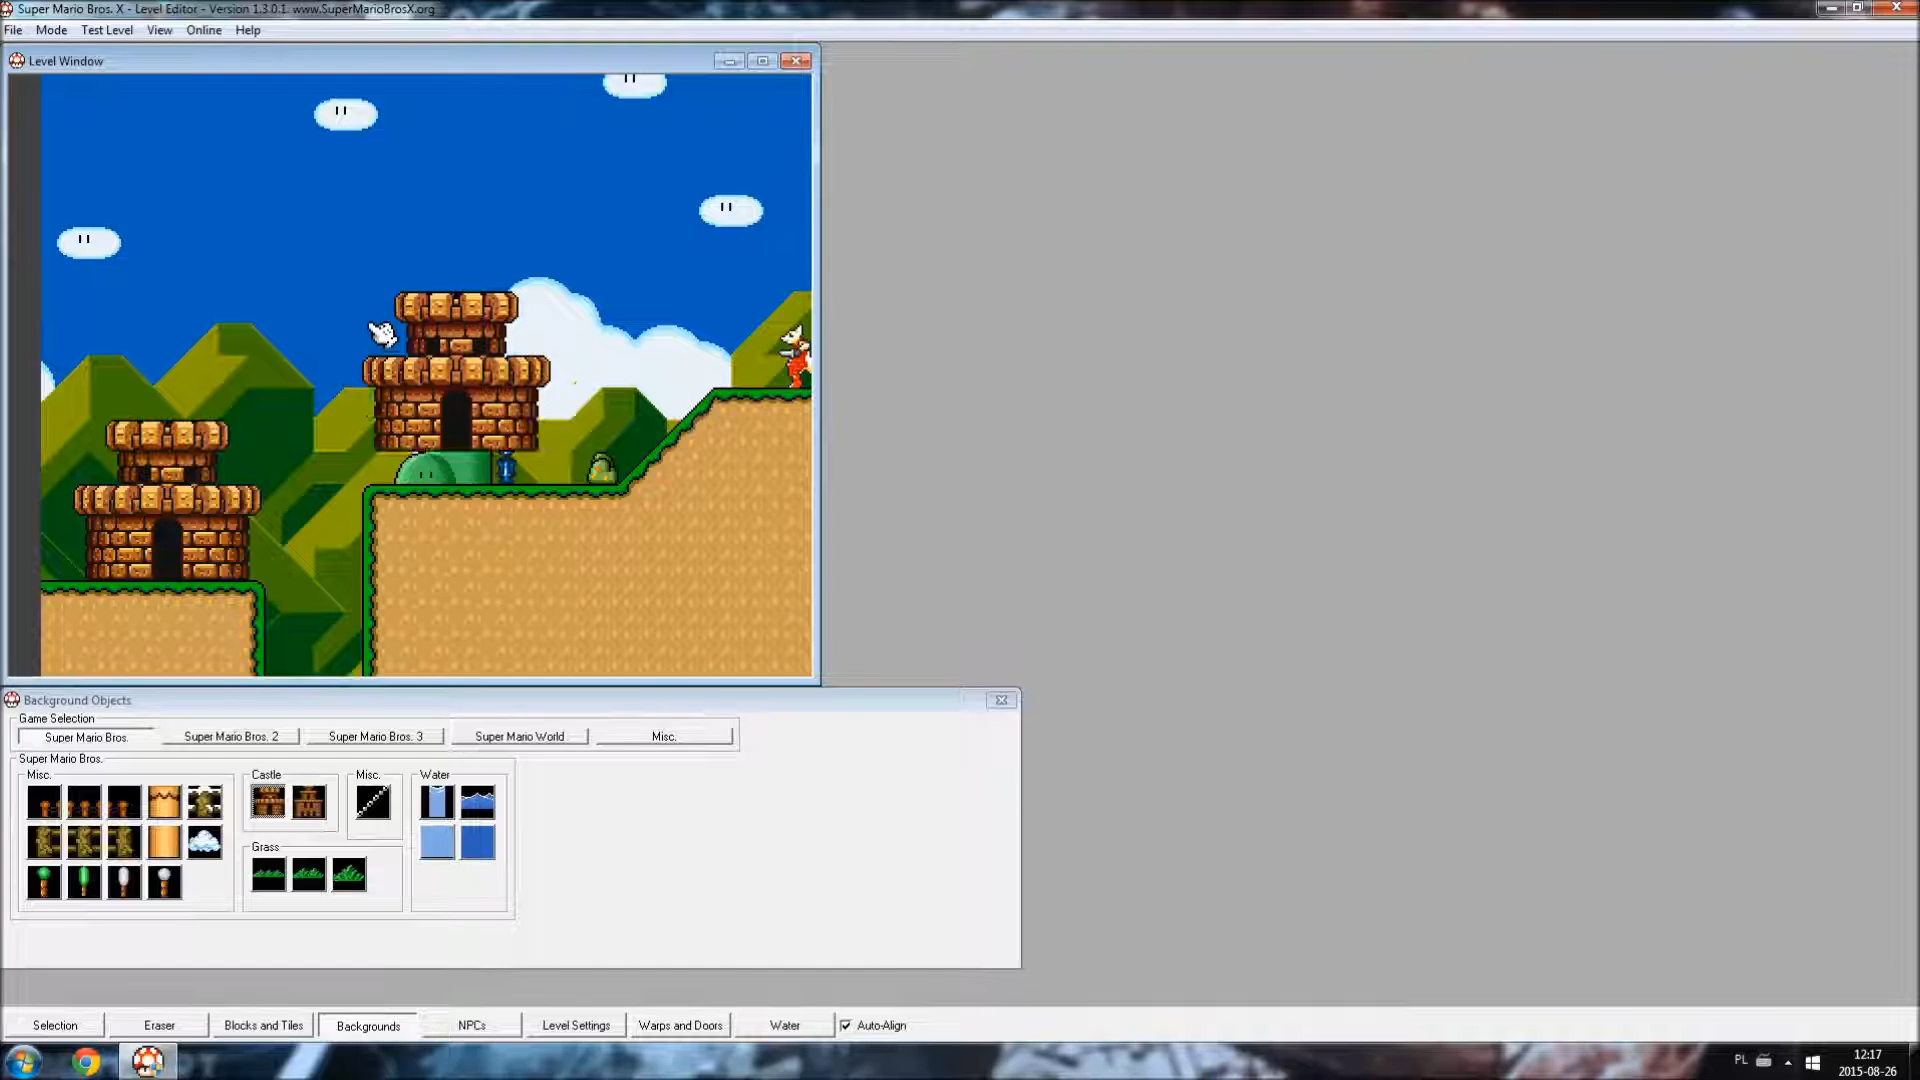 Super Mario Bros. X - Level Editor - Version 1.3.0.1 www.SuperMarioBrosX.org
File Mode Test Level View Online Help
Level Window
Background Objects
Game Selection
Super Mario Bros. Super Mario Bros. 2 Super Mario Bros. 3 Super Mario World Misc.
Super Mario Bros.
Misc. Castle Misc. Water
Grass
Selection Eraser Blocks and Tiles Backgrounds NPCs Level Settings Warps and Doors Water Auto-Align
PL 12:17
2015-08-26